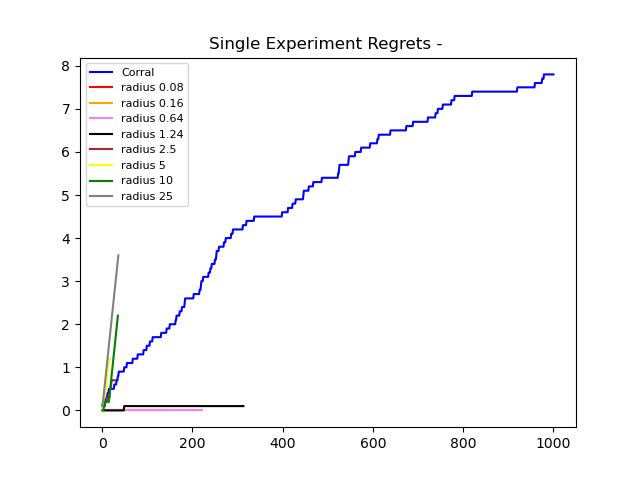 Single Experiment Regrets -
8
7
6
5
4
3
2
1
0
Corral
radius 0.08
radius 0.16
radius 0.64
radius 1.24
radius 2.5
radius 5
radius 10
radius 25
0
200
400
600
800
1000